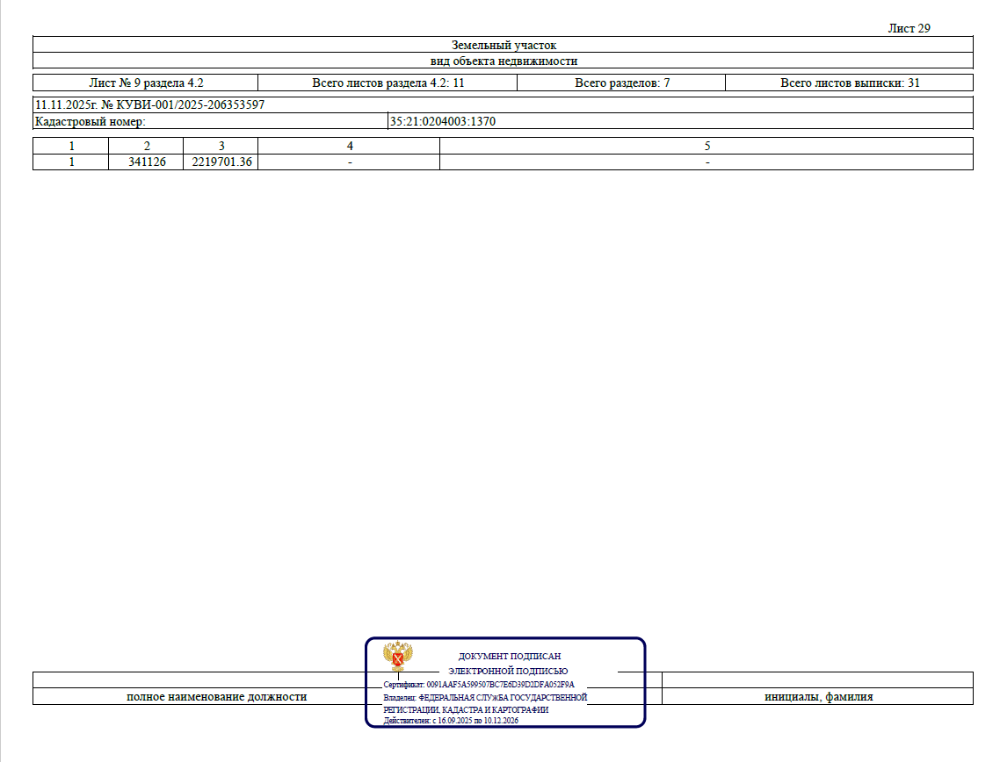 Лист 29
Земельный участок
вид объекта недвижимости
Лист № 9 раздела 4.2 Всего листов раздела 4.2: 11 Всего разделов: 7 Всего листов выписки: 31
11.11.2025г. № КУВИ-001/2025-206353597
Кадастровый номер: 35:21:0204003:1370
1 2 3 4 5
1 341126 2219701.36 - -
ДОКУМЕНТ ПОДПИСАН
ЭЛЕКТРОННОЙ ПОДПИСЬЮ
Сертификат: 0091AAF5A599507BC7E6D39D2DFA052F9A
Владелец: ФЕДЕРАЛЬНАЯ СЛУЖБА ГОСУДАРСТВЕННОЙ
РЕГИСТРАЦИИ, КАДАСТРА И КАРТОГРАФИИ
Действителен: с 16.09.2025 по 10.12.2026
полное наименование должности инициалы, фамилия